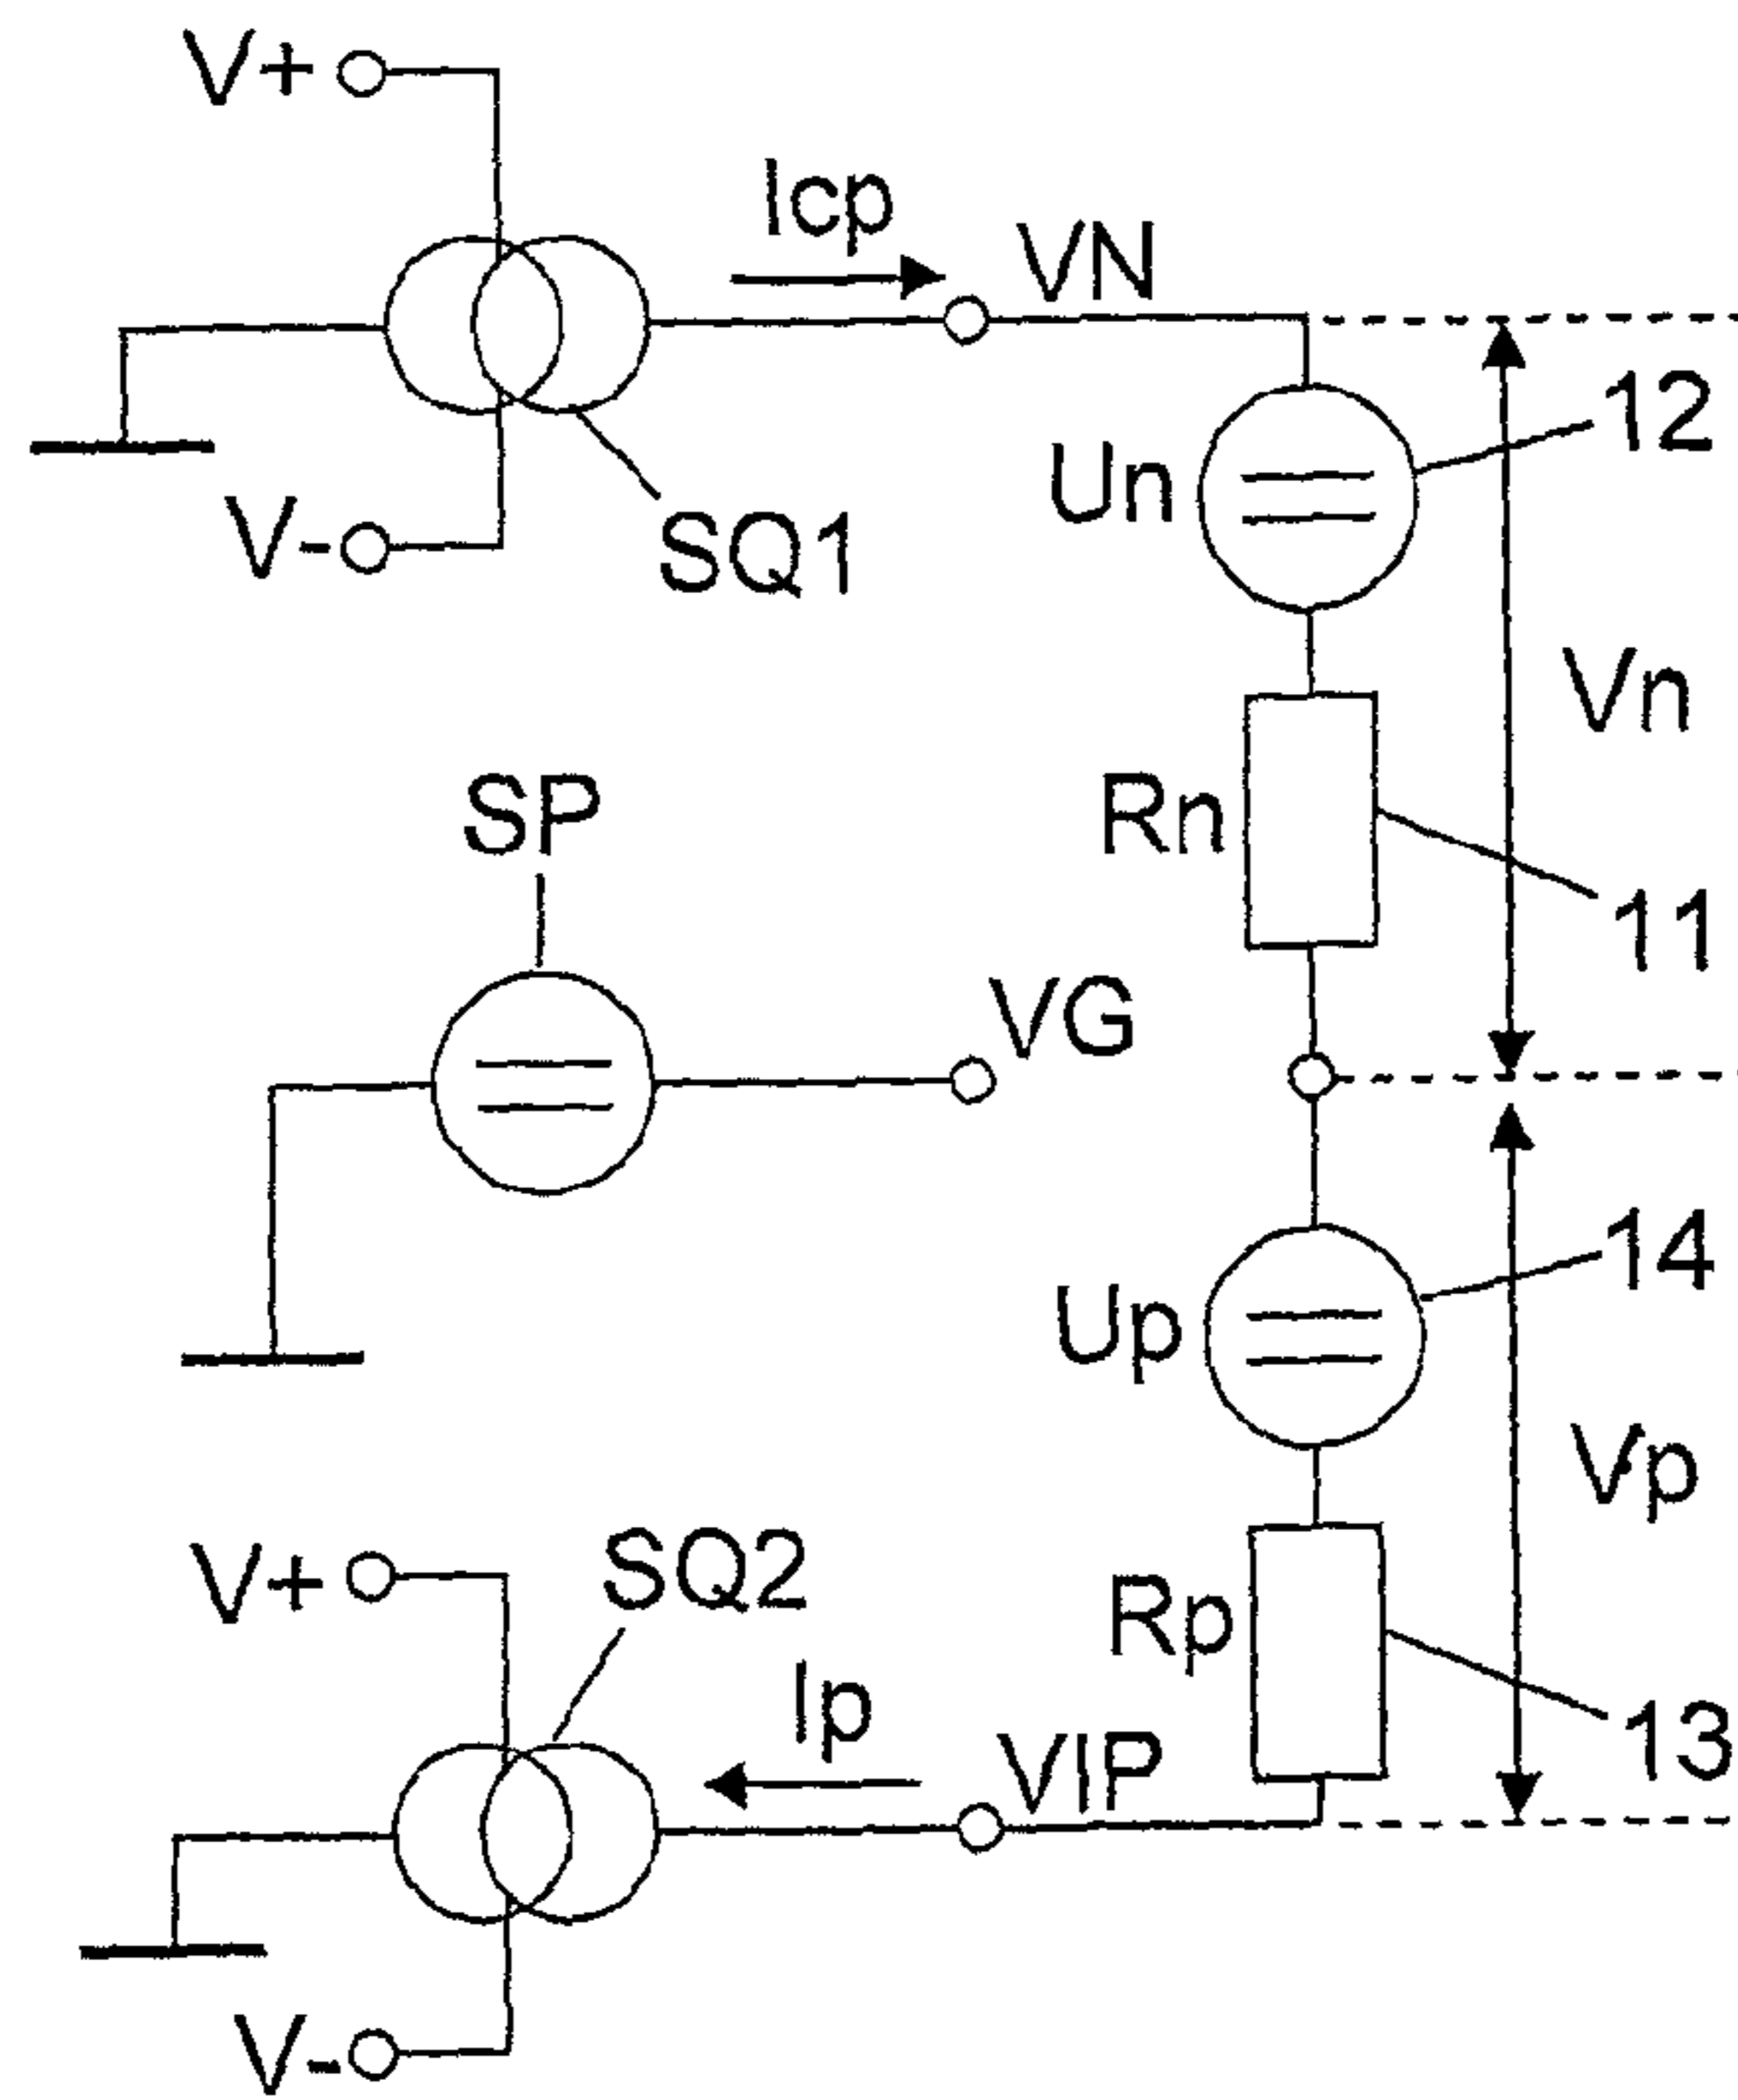 V+
Icp
VN
12
Un
V-
SQ1
Vn
SP
Rn
11
VG
14
Up
Vp
V+
SQ2
Rp
Ip
VIP
13
V-